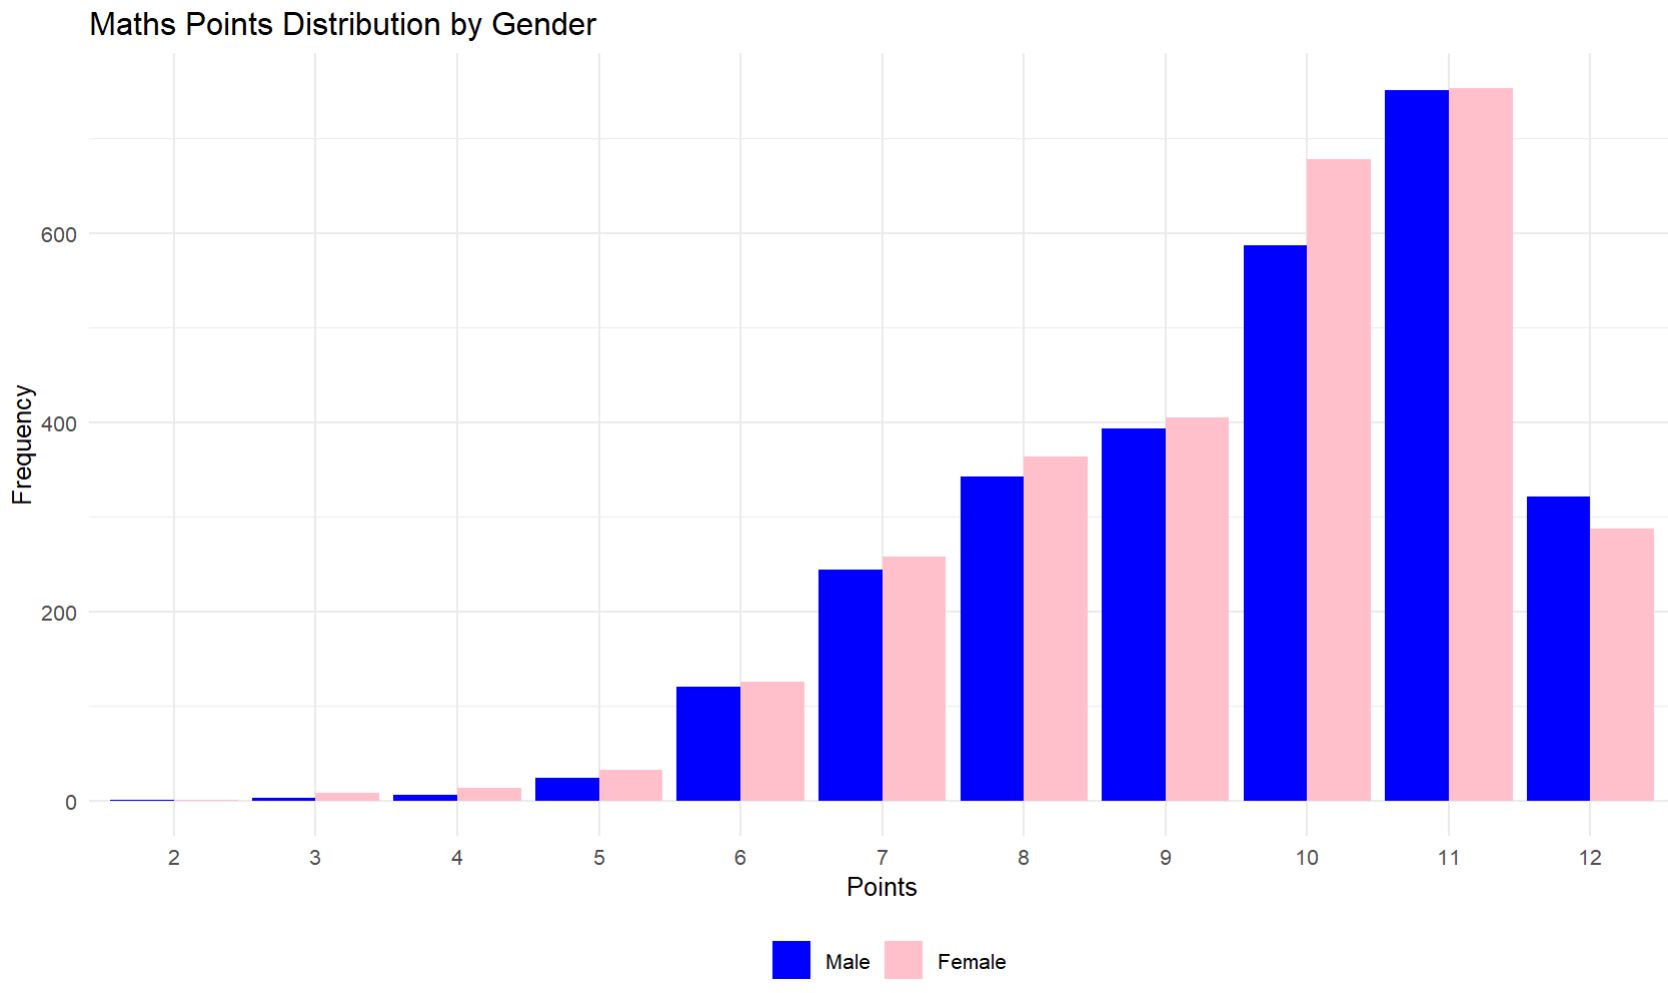 Maths Points Distribution by Gender
Frequency
600
400
200
0
2 3 4 5 6 7 8 9 10 11 12
Points
Male Female